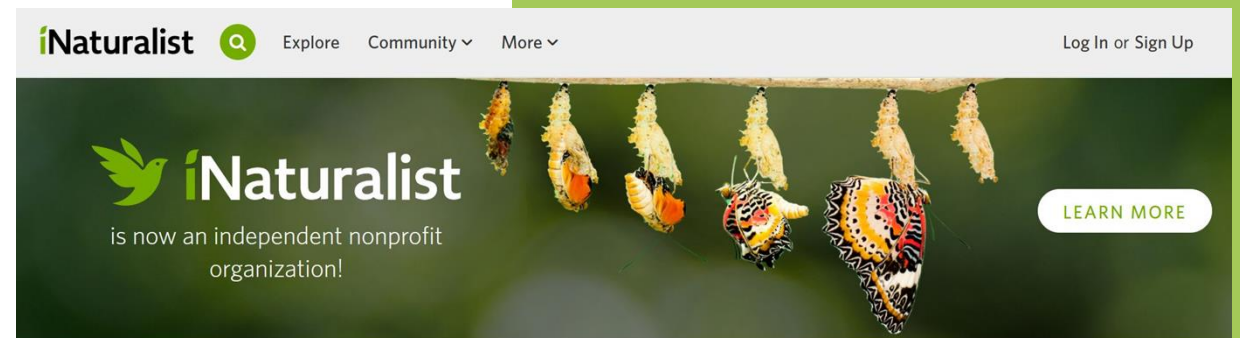 iNaturalist Explore Community More Log In or Sign Up
iNaturalist
is now an independent nonprofit
organization!
LEARN MORE